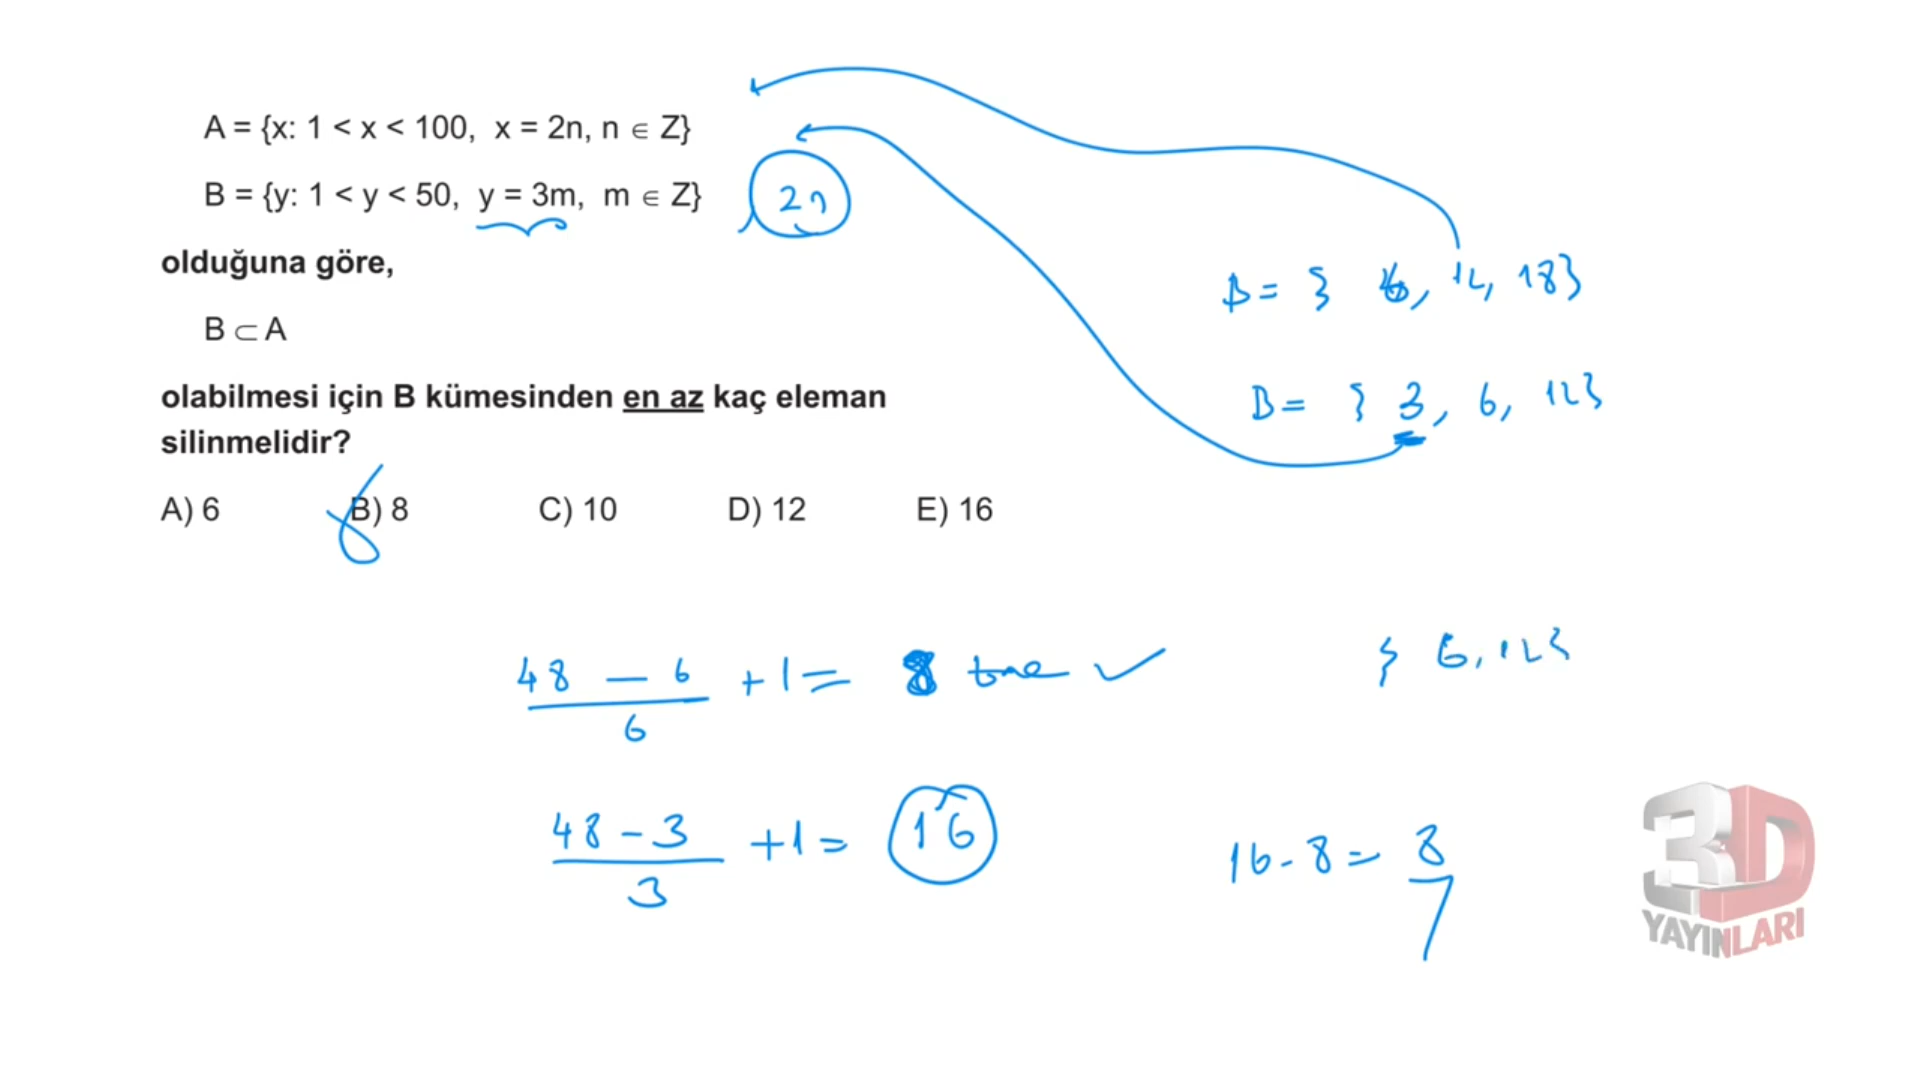 A = {x: 1 < x < 100, x = 2n, n ∈ Z}
B = {y: 1 < y < 50, y = 3m, m ∈ Z}
2n
olduğuna göre,
B = { 6, 12, 18}
B ⊂ A
olabilmesi için B kümesinden en az kaç eleman
silinmelidir?
B = { 3, 6, 12}
A) 6 B) 8 C) 10 D) 12 E) 16
{ 6, 12}
48 - 6 / 6 + 1 = 8 tane ✓
48 - 3 / 3 + 1 = 16
16 - 8 = 8
3D
YAYINLARI